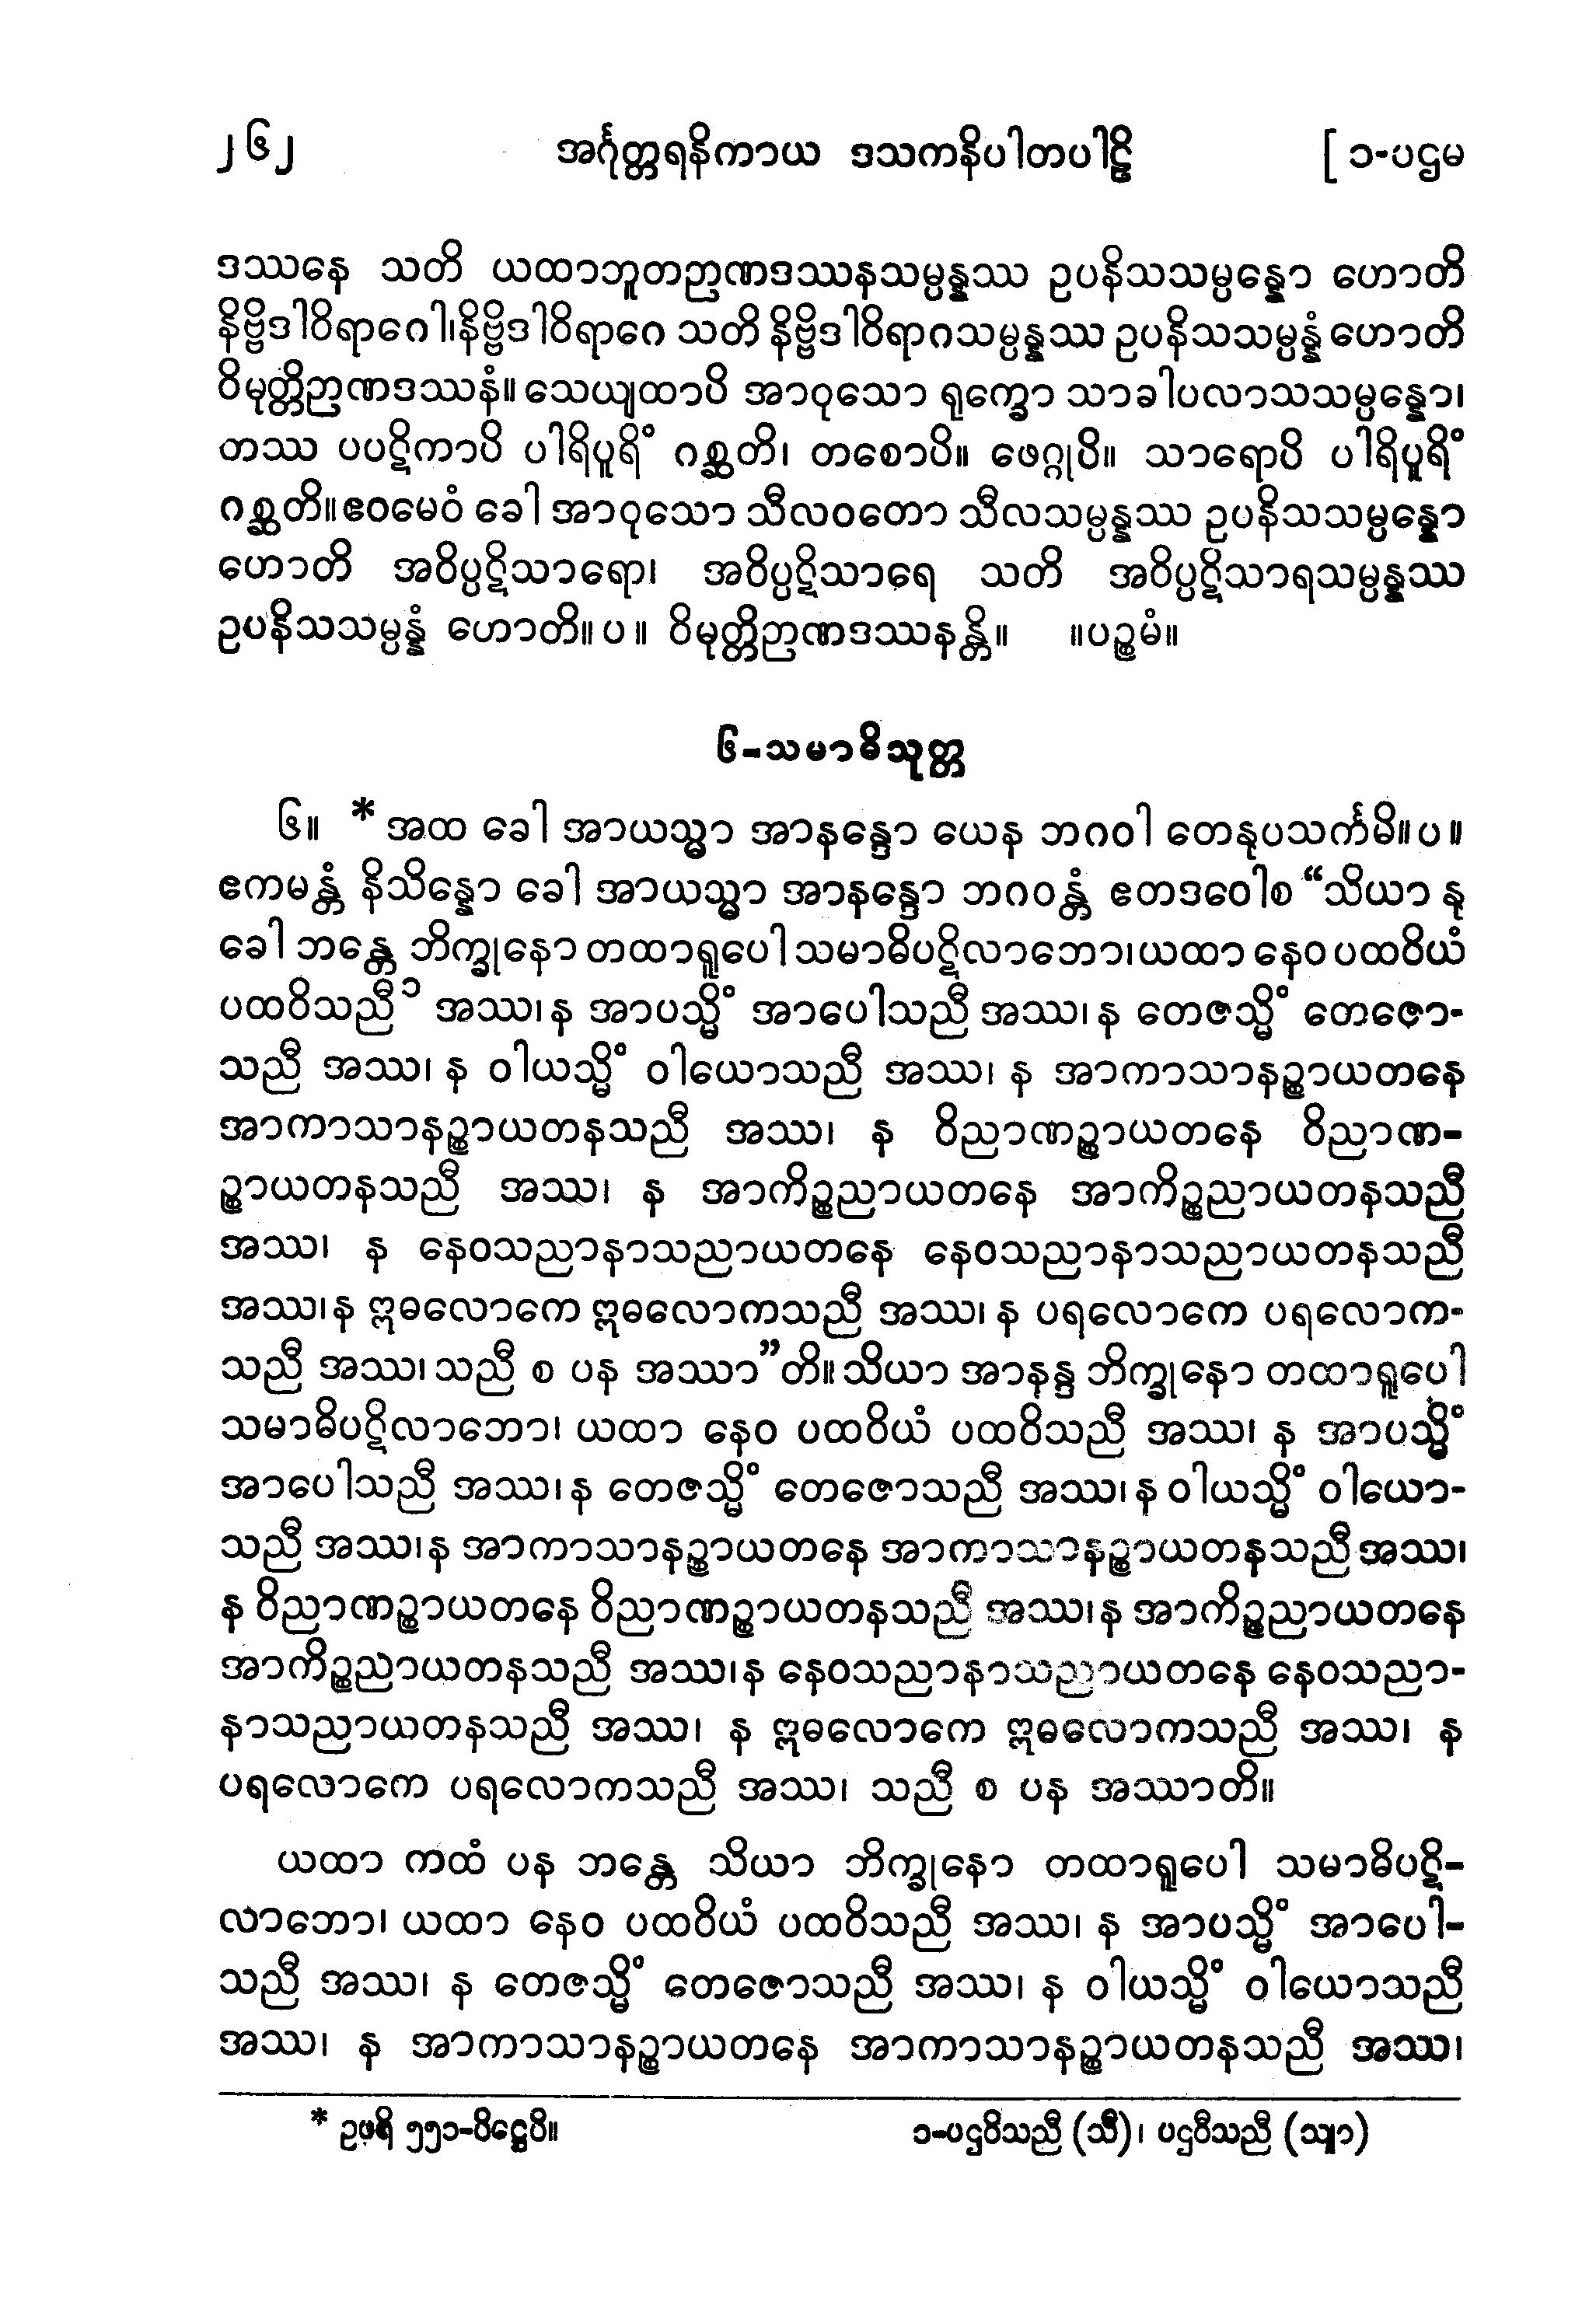 ၂၆၂ အင်္ဂုတ္တရနိကာယ ဒသကနိပါတပါဠိ [ ၁-ပဌမ
ဒဿနေ သတိ ယထာဘူတဉာဏဒဿနသမ္ပန္နဿ ဥပနိသသမ္ပန္နော ဟောတိ
နိဗ္ဗိဒါဝိရာဂေါ၊ နိဗ္ဗိဒါဝိရာဂေ သတိ နိဗ္ဗိဒါဝိရာဂသမ္ပန္နဿ ဥပနိသသမ္ပန္နံ ဟောတိ
ဝိမုတ္တိဉာဏဒဿနံ။ သေယျထာပိ အာဝုသော ရုက္ခော သာခါပလာသသမ္ပန္နော၊
တဿ ပပဋိကာပိ ပါရိပူရိံ ဂစ္ဆတိ၊ တစောပိ။ ဖေဂ္ဂုပိ။ သာရောပိ ပါရိပူရိံ
ဂစ္ဆတိ။ ဧဝမေဝံ ခေါ အာဝုသော သီလဝတော သီလသမ္ပန္နဿ ဥပနိသသမ္ပန္နော
ဟောတိ အဝိပ္ပဋိသာရော၊ အဝိပ္ပဋိသာရေ သတိ အဝိပ္ပဋိသာရသမ္ပန္နဿ
ဥပနိသသမ္ပန္နံ ဟောတိ။ ပ ။ ဝိမုတ္တိဉာဏဒဿနန္တိ။ ။ပဉ္စမံ။
၆-သမာဓိသုတ္တ
၆။ * အထ ခေါ အာယသ္မာ အာနန္ဒော ယေန ဘဂဝါ တေနုပသင်္ကမိ။ ပ ။
ဧကမန္တံ နိသိန္နော ခေါ အာယသ္မာ အာနန္ဒော ဘဂဝန္တံ ဧတဒဝေါစ “သိယာ နု
ခေါ ဘန္တေ ဘိက္ခုနော တထာရူပေါ သမာဓိပဋိလာဘော၊ ယထာ နေဝ ပထဝိယံ
ပထဝိသညီ ၁ အဿ၊ န အာပသ္မိံ အာပေါသညီ အဿ၊ န တေဇသ္မိံ တေဇော-
သညီ အဿ၊ န ဝါယသ္မိံ ဝါယောသညီ အဿ၊ န အာကာသာနဉ္စာယတနေ
အာကာသာနဉ္စာယတနသညီ အဿ၊ န ဝိညာဏဉ္စာယတနေ ဝိညာဏ-
ဉ္စာယတနသညီ အဿ၊ န အာကိဉ္စညာယတနေ အာကိဉ္စညာယတနသညီ
အဿ၊ န နေဝသညာနာသညာယတနေ နေဝသညာနာသညာယတနသညီ
အဿ၊ န ဣဓလောကေ ဣဓလောကသညီ အဿ၊ န ပရလောကေ ပရလောက-
သညီ အဿ၊ သညီ စ ပန အဿာ”တိ။ သိယာ အာနန္ဒ ဘိက္ခုနော တထာရူပေါ
သမာဓိပဋိလာဘော၊ ယထာ နေဝ ပထဝိယံ ပထဝိသညီ အဿ၊ န အာပသ္မိံ
အာပေါသညီ အဿ၊ န တေဇသ္မိံ တေဇောသညီ အဿ၊ န ဝါယသ္မိံ ဝါယော-
သညီ အဿ၊ န အာကာသာနဉ္စာယတနေ အာကာသာနဉ္စာယတနသညီ အဿ၊
န ဝိညာဏဉ္စာယတနေ ဝိညာဏဉ္စာယတနသညီ အဿ၊ န အာကိဉ္စညာယတနေ
အာကိဉ္စညာယတနသညီ အဿ၊ န နေဝသညာနာသညာယတနေ နေဝသညာ-
နာသညာယတနသညီ အဿ၊ န ဣဓလောကေ ဣဓလောကသညီ အဿ၊ န
ပရလောကေ ပရလောကသညီ အဿ၊ သညီ စ ပန အဿာတိ။
ယထာ ကထံ ပန ဘန္တေ သိယာ ဘိက္ခုနော တထာရူပေါ သမာဓိပဋိ-
လာဘော၊ ယထာ နေဝ ပထဝိယံ ပထဝိသညီ အဿ၊ န အာပသ္မိံ အာပေါ-
သညီ အဿ၊ န တေဇသ္မိံ တေဇောသညီ အဿ၊ န ဝါယသ္မိံ ဝါယောသညီ
အဿ၊ န အာကာသာနဉ္စာယတနေ အာကာသာနဉ္စာယတနသညီ အဿ၊
* ဥပရိ ၅၅၁-ပိဋ္ဌေပိ။ ၁-ပဌဝိသညီ (သီ)၊ ပဌဝီသညီ (သျာ)